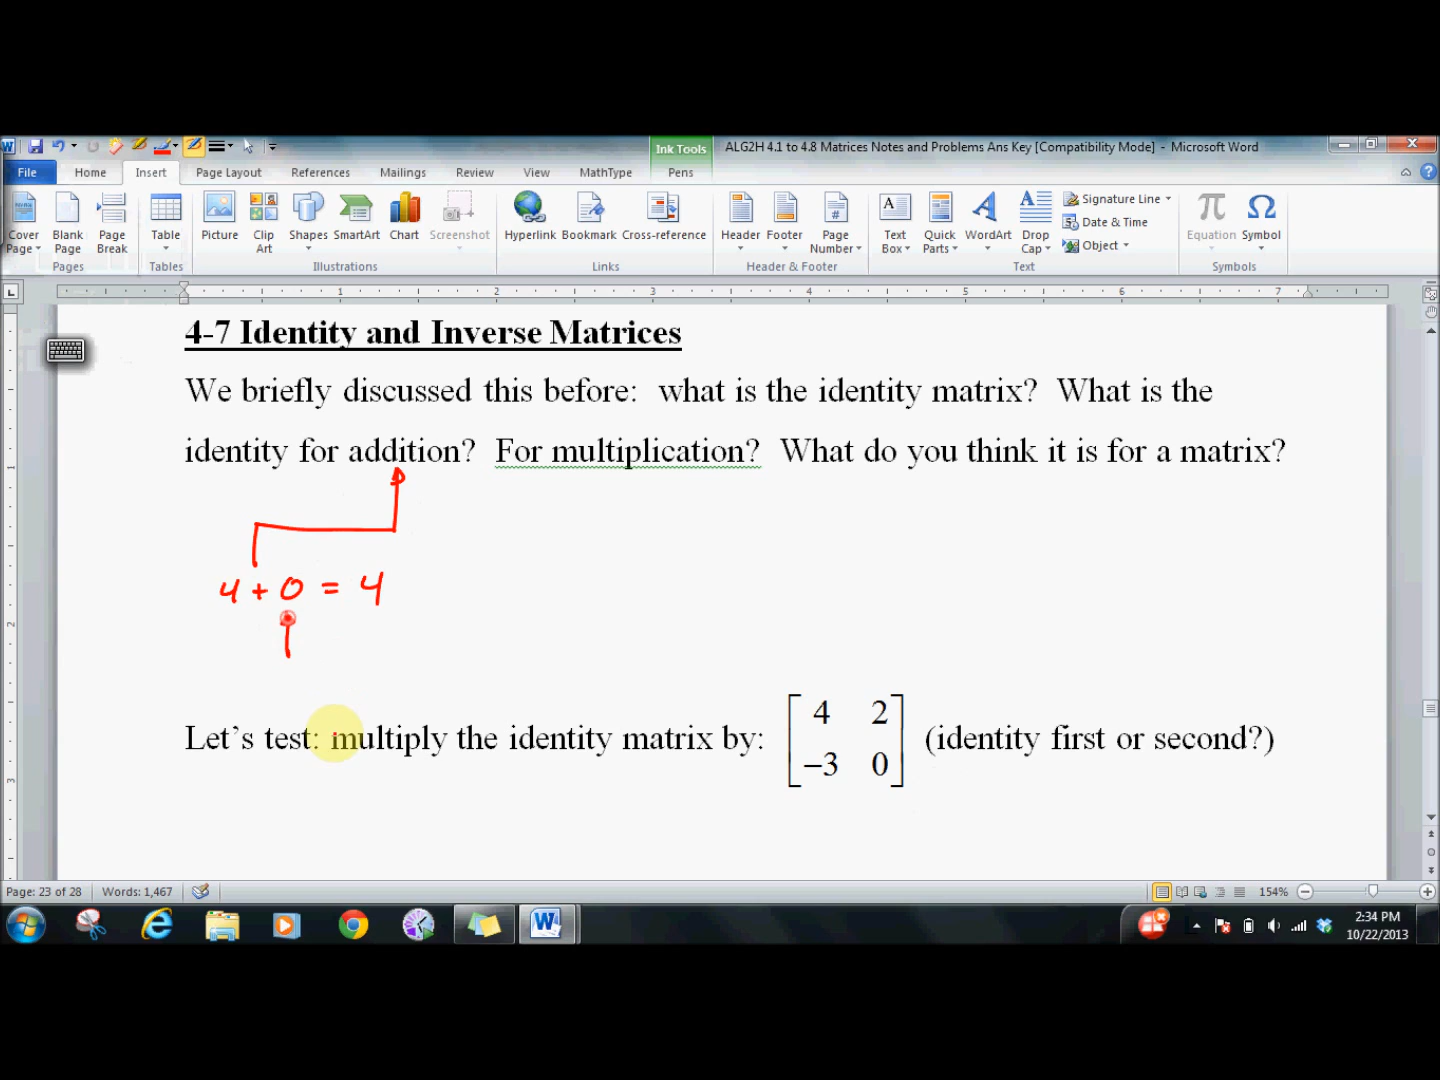 Ink Tools
ALG2H 4.1 to 4.8 Matrices Notes and Problems Ans Key [Compatibility Mode] - Microsoft Word
File Home Insert Page Layout References Mailings Review View MathType Pens
Cover Page Blank Page Page Break Table Picture Clip Art Shapes SmartArt Chart Screenshot Hyperlink Bookmark Cross-reference Header Footer Page Number Text Box Quick Parts WordArt Drop Cap Signature Line Date & Time Object Equation Symbol
Pages Tables Illustrations Links Header & Footer Text Symbols
1 2 3 4 5 6 7
4-7 Identity and Inverse Matrices
We briefly discussed this before: what is the identity matrix? What is the
identity for addition? For multiplication? What do you think it is for a matrix?
4 + 0 = 4
Let's test: multiply the identity matrix by: [4 2 −3 0] (identity first or second?)
Page: 23 of 28 Words: 1,467 154%
2:34 PM
10/22/2013